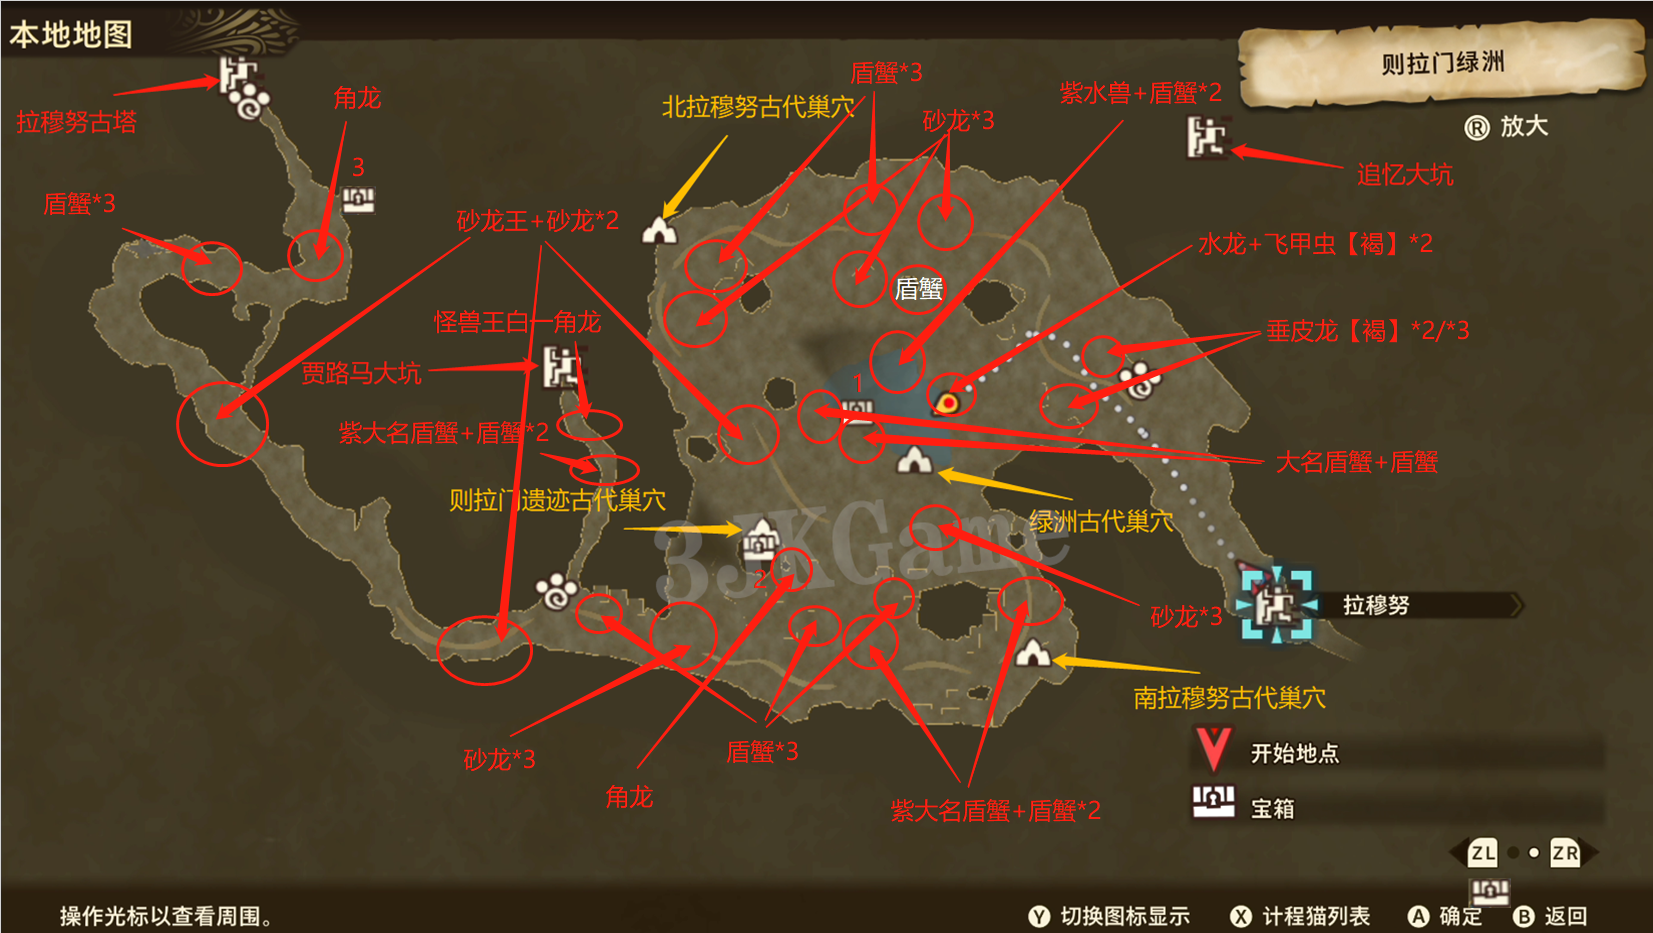 本地地图
则拉门绿洲
R 放大
盾蟹*3
角龙
北拉穆努古代巢穴
砂龙*3
紫水兽+盾蟹*2
拉穆努古塔
3
追忆大坑
盾蟹*3
砂龙王+砂龙*2
水龙+飞甲虫【褐】*2
盾蟹
怪兽王白一角龙
垂皮龙【褐】*2/*3
贾路马大坑
1
紫大名盾蟹+盾蟹*2
大名盾蟹+盾蟹
则拉门遗迹古代巢穴
绿洲古代巢穴
3JKGame
2
拉穆努
砂龙*3
南拉穆努古代巢穴
砂龙*3
盾蟹*3
开始地点
角龙
紫大名盾蟹+盾蟹*2
宝箱
ZL
ZR
操作光标以查看周围。
Y 切换图标显示
X 计程猫列表
A 确定
B 返回